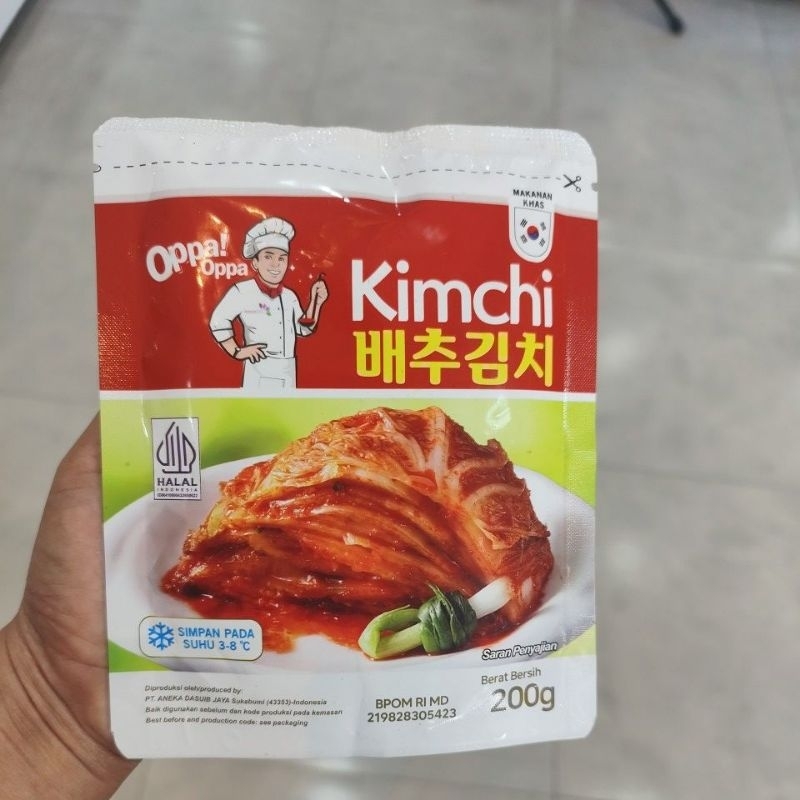 MAKANAN
KHAS
Oppa!
Oppa
Kimchi
배추김치
HALAL
INDONESIA
SIMPAN PADA
SUHU 3-8 °C
Saran Penyajian
Diproduksi oleh/produced by:
PT. ANEKA DASUIB JAYA Sukabumi (43353)-Indonesia
Baik digunakan sebelum dan kode produksi pada kemasan
Best before and production code: see packaging
BPOM RI MD
219828305423
Berat Bersih
200g